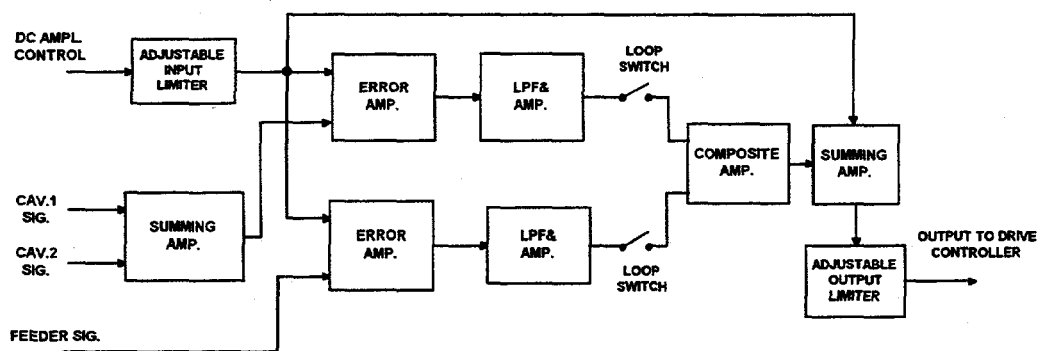 DC AMPL.
CONTROL
ADJUSTABLE
INPUT
LIMITER
ERROR
AMP.
LPF&
AMP.
LOOP
SWITCH
COMPOSITE
AMP.
SUMMING
AMP.
CAV.1
SIG.
CAV.2
SIG.
SUMMING
AMP.
ERROR
AMP.
LPF&
AMP.
LOOP
SWITCH
ADJUSTABLE
OUTPUT
LIMITER
OUTPUT TO DRIVE
CONTROLLER
FEEDER SIG.